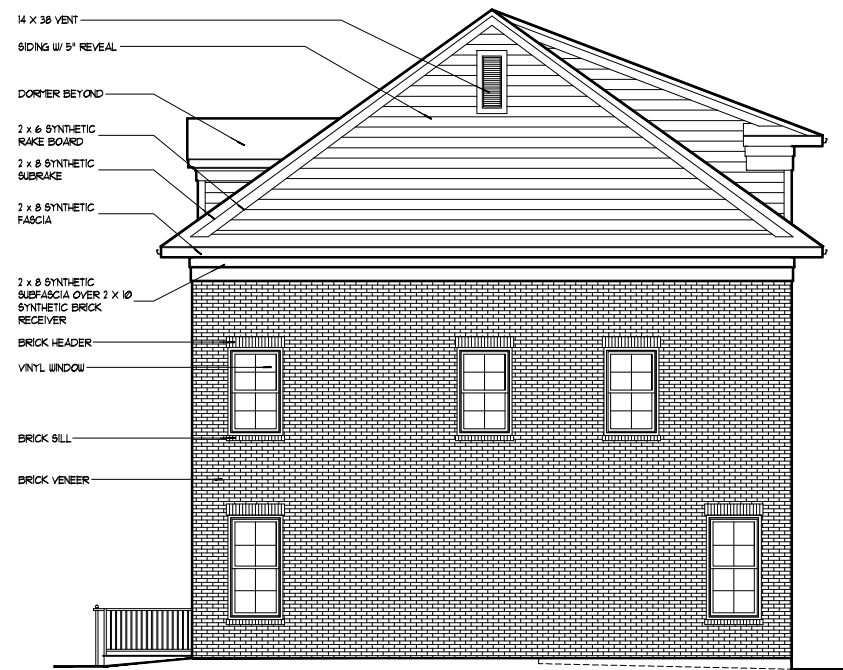 14 X 38 VENT
SIDING W/ 5" REVEAL
DORMER BEYOND
2 x 6 SYNTHETIC
RAKE BOARD
2 x 8 SYNTHETIC
SUBRAKE
2 x 8 SYNTHETIC
FASCIA
2 x 8 SYNTHETIC
SUBFASCIA OVER 2 X 10
SYNTHETIC BRICK
RECEIVER
BRICK HEADER
VINYL WINDOW
BRICK SILL
BRICK VENEER